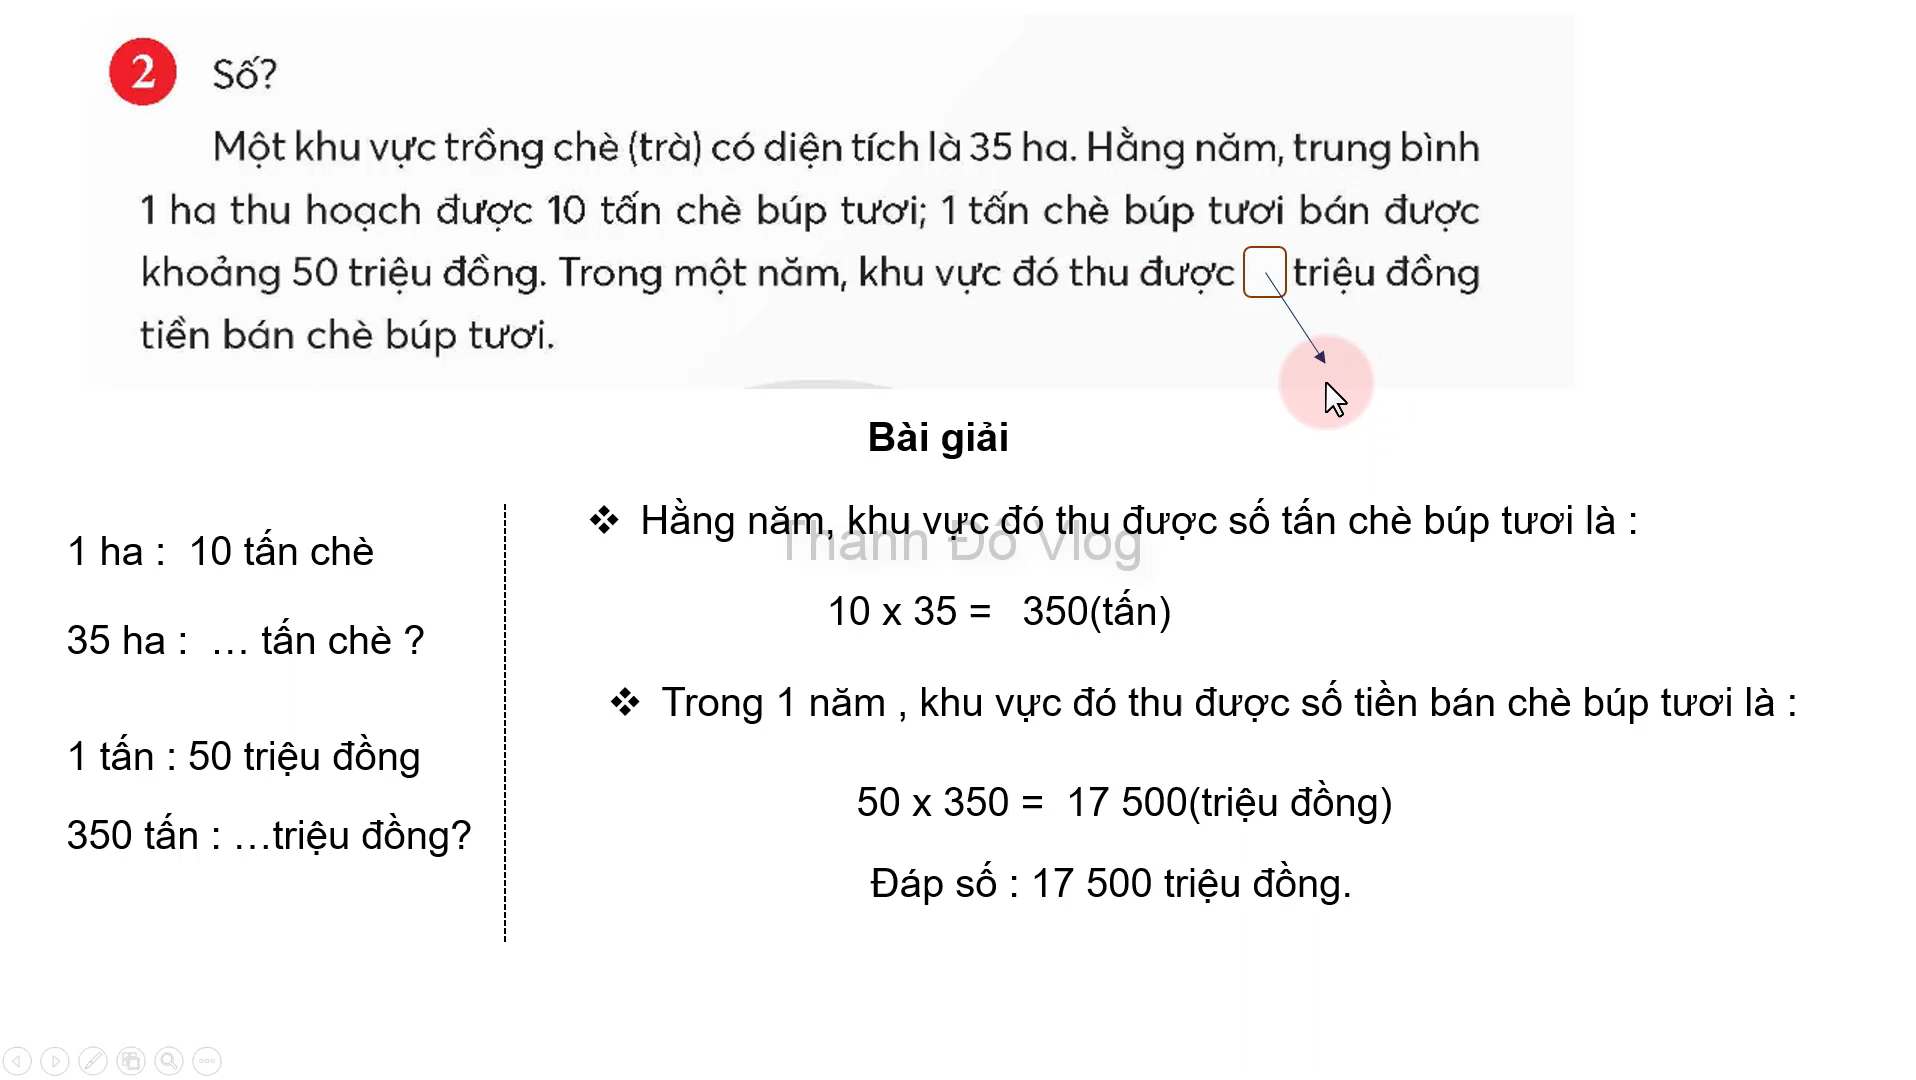 2 Số?
Một khu vực trồng chè (trà) có diện tích là 35 ha. Hằng năm, trung bình
1 ha thu hoạch được 10 tấn chè búp tươi; 1 tấn chè búp tươi bán được
khoảng 50 triệu đồng. Trong một năm, khu vực đó thu được triệu đồng
tiền bán chè búp tươi.
Bài giải
1 ha : 10 tấn chè
35 ha : … tấn chè ?
1 tấn : 50 triệu đồng
350 tấn : …triệu đồng?
❖ Hằng năm, khu vực đó thu được số tấn chè búp tươi là :
Thanh Đô Vlog
10 x 35 = 350(tấn)
❖ Trong 1 năm , khu vực đó thu được số tiền bán chè búp tươi là :
50 x 350 = 17 500(triệu đồng)
Đáp số : 17 500 triệu đồng.